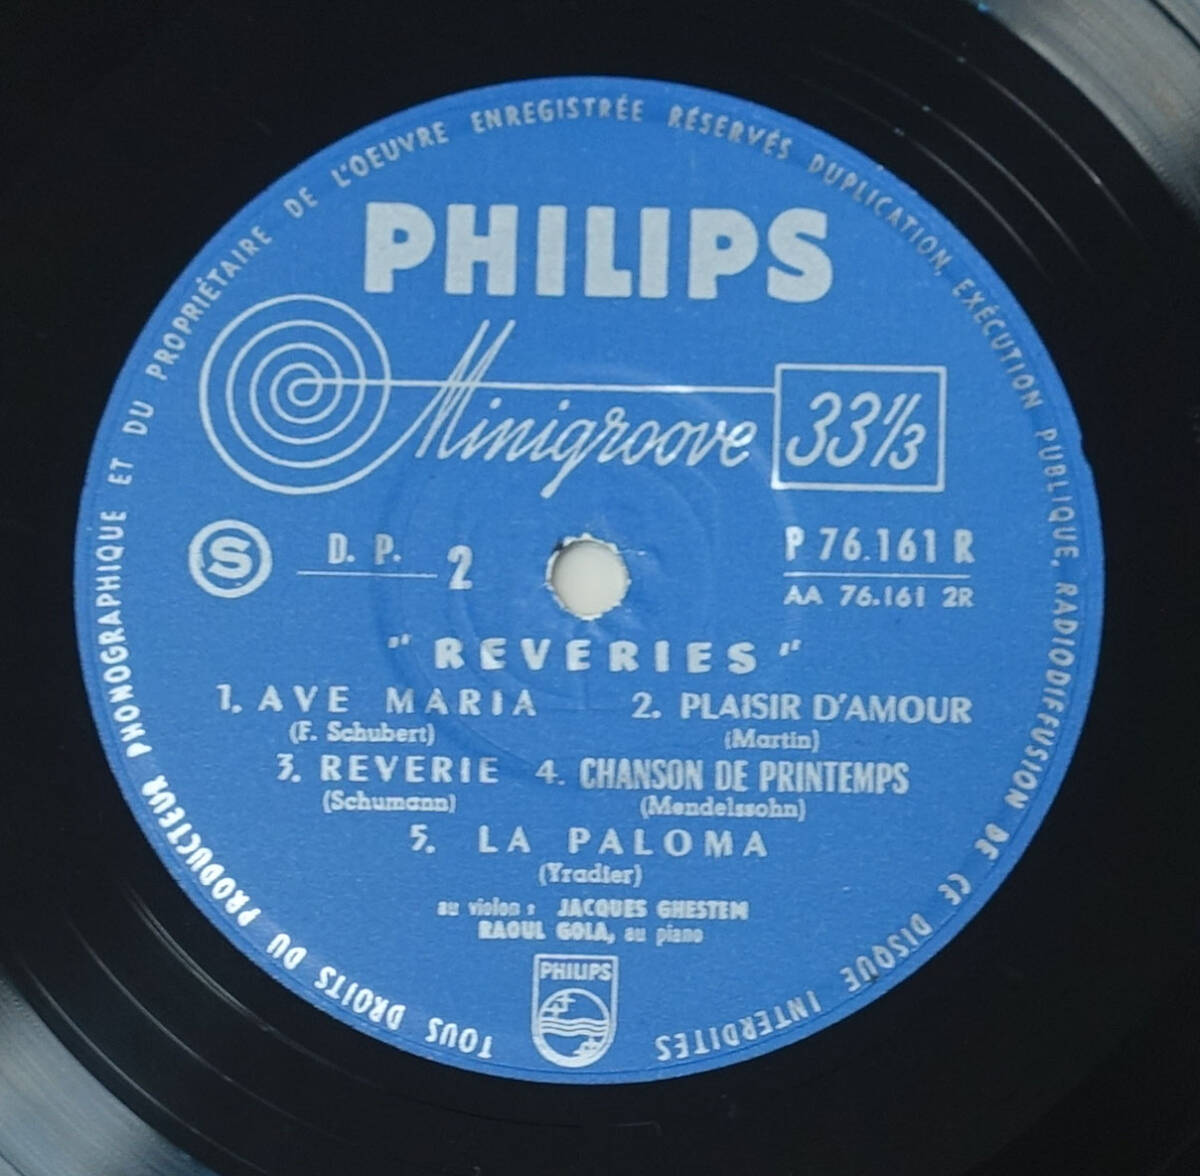 TOUS DROITS DU PRODUCTEUR PHONOGRAPHIQUE ET DU PROPRIÉTAIRE DE L'OEUVRE ENREGISTRÉE RÉSERVÉS DUPLICATION, EXÉCUTION PUBLIQUE, RADIODIFFUSION DE CE DISQUE INTERDITES
PHILIPS
Minigroove 33 1/3
S D. P. 2 P 76.161 R
AA 76.161 2R
"REVERIES"
1. AVE MARIA 2. PLAISIR D'AMOUR
(F. Schubert) (Martin)
3. REVERIE 4. CHANSON DE PRINTEMPS
(Schumann) (Mendelssohn)
5. LA PALOMA
(Yradier)
au violon : JACQUES GHESTEM
RAOUL GOLA, au piano
PHILIPS